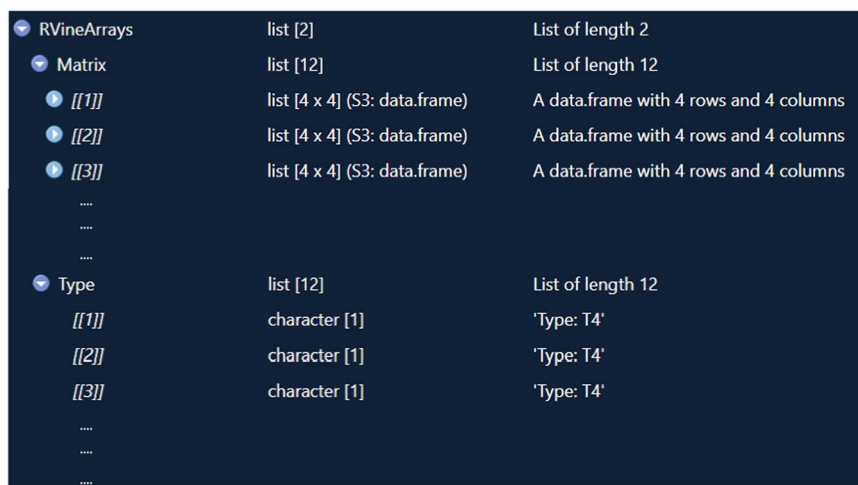 RVineArrays list [2] List of length 2
Matrix list [12] List of length 12
[[1]] list [4 x 4] (S3: data.frame) A data.frame with 4 rows and 4 columns
[[2]] list [4 x 4] (S3: data.frame) A data.frame with 4 rows and 4 columns
[[3]] list [4 x 4] (S3: data.frame) A data.frame with 4 rows and 4 columns
....
....
....
Type list [12] List of length 12
[[1]] character [1] 'Type: T4'
[[2]] character [1] 'Type: T4'
[[3]] character [1] 'Type: T4'
....
....
....